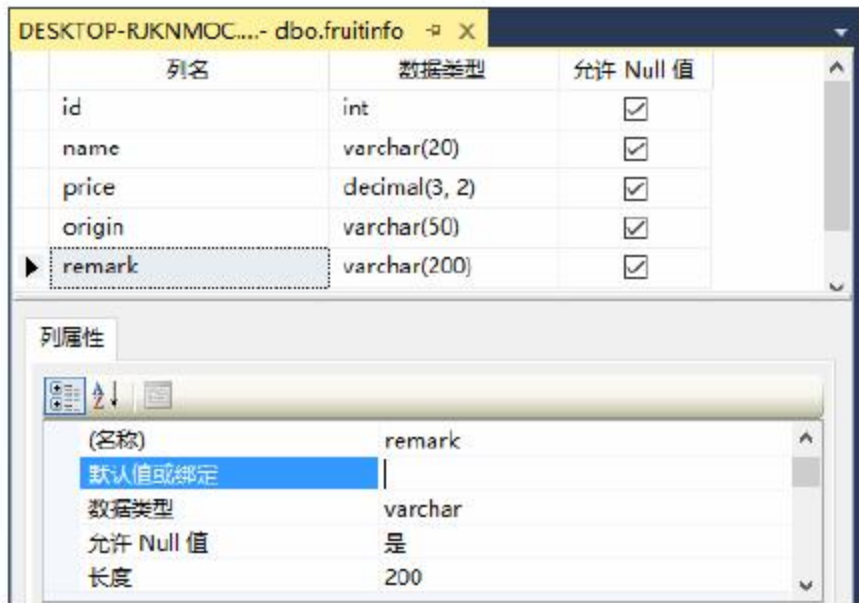 DESKTOP-RJKNMOC....- dbo.fruitinfo
列名 数据类型 允许 Null 值
id int
name varchar(20)
price decimal(3, 2)
origin varchar(50)
remark varchar(200)
列属性
(名称) remark
默认值或绑定
数据类型 varchar
允许 Null 值 是
长度 200